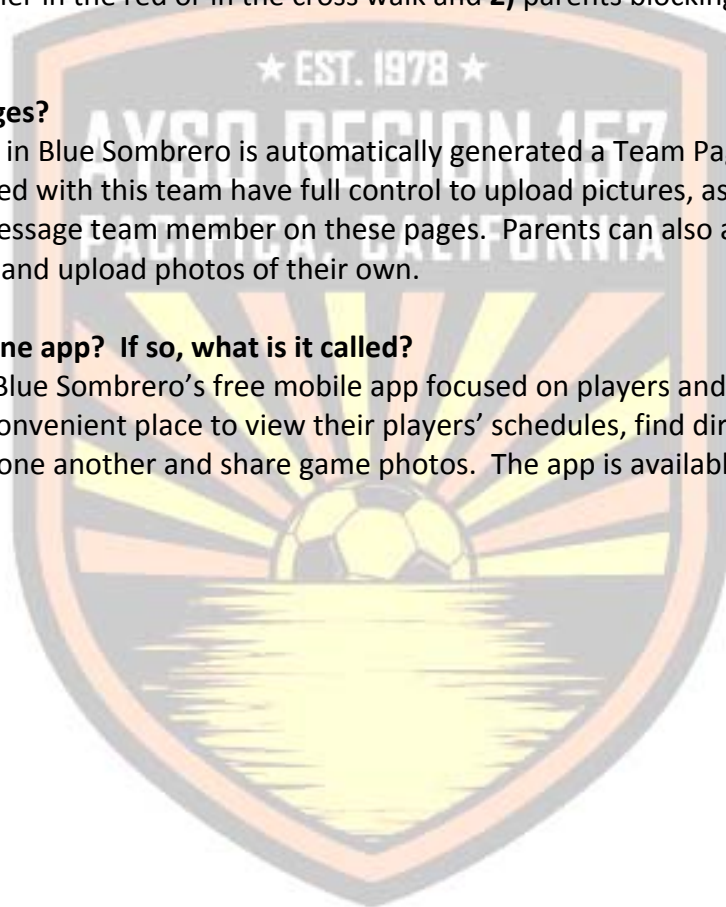 er in the red or in the cross walk and 2) parents blocking
★ EST. 1978 ★
ges?
AYSO REGION 157
in Blue Sombrero is automatically generated a Team Pa
ed with this team have full control to upload pictures, as
essage team member on these pages.  Parents can also a
PACIFICA, CALIFORNIA
and upload photos of their own.
ne app?  If so, what is it called?
Blue Sombrero’s free mobile app focused on players and
onvenient place to view their players’ schedules, find dir
one another and share game photos.  The app is availabl